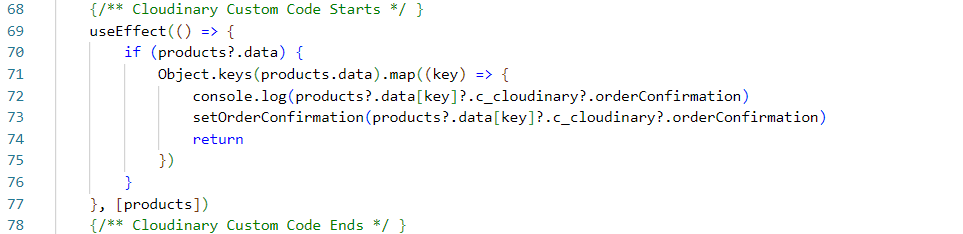 68 {/** Cloudinary Custom Code Starts */ }
69 useEffect(() => {
70 if (products?.data) {
71 Object.keys(products.data).map((key) => {
72 console.log(products?.data[key]?.c_cloudinary?.orderConfirmation)
73 setOrderConfirmation(products?.data[key]?.c_cloudinary?.orderConfirmation)
74 return
75 })
76 }
77 }, [products])
78 {/** Cloudinary Custom Code Ends */ }